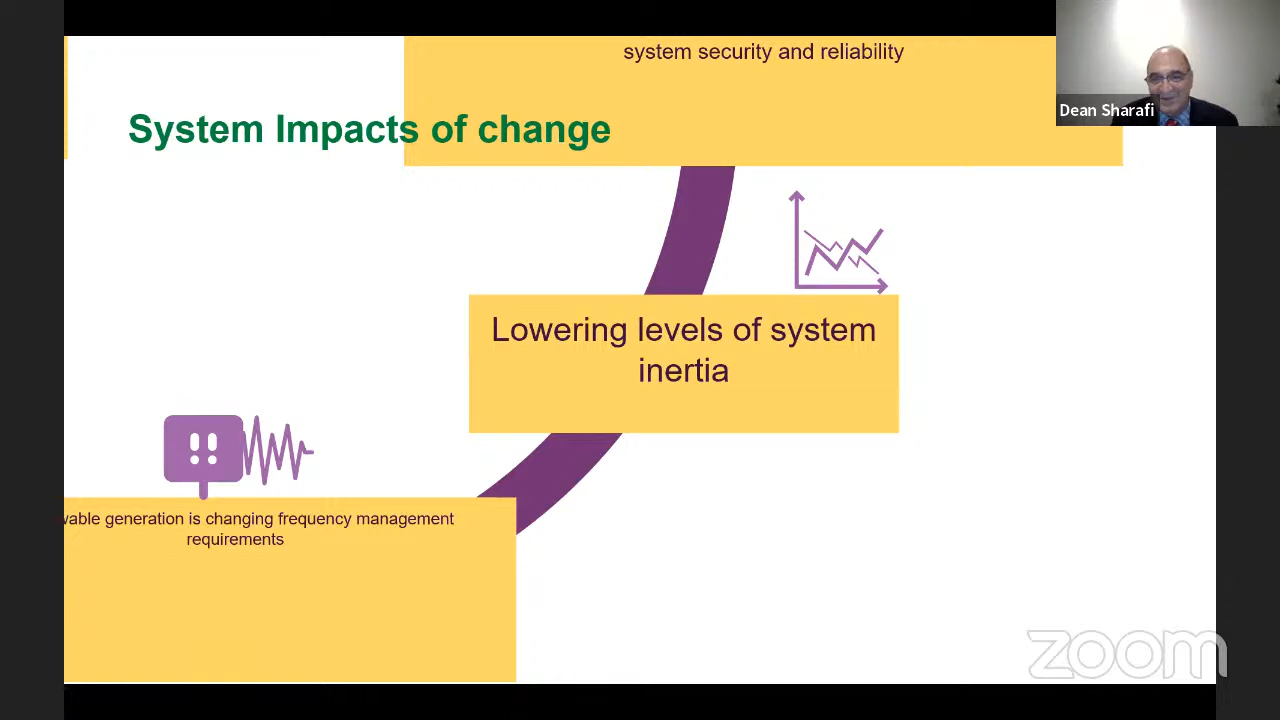 system security and reliability
Dean Sharafi
System Impacts of change
Lowering levels of system
inertia
generation is changing frequency management
requirements
zoom